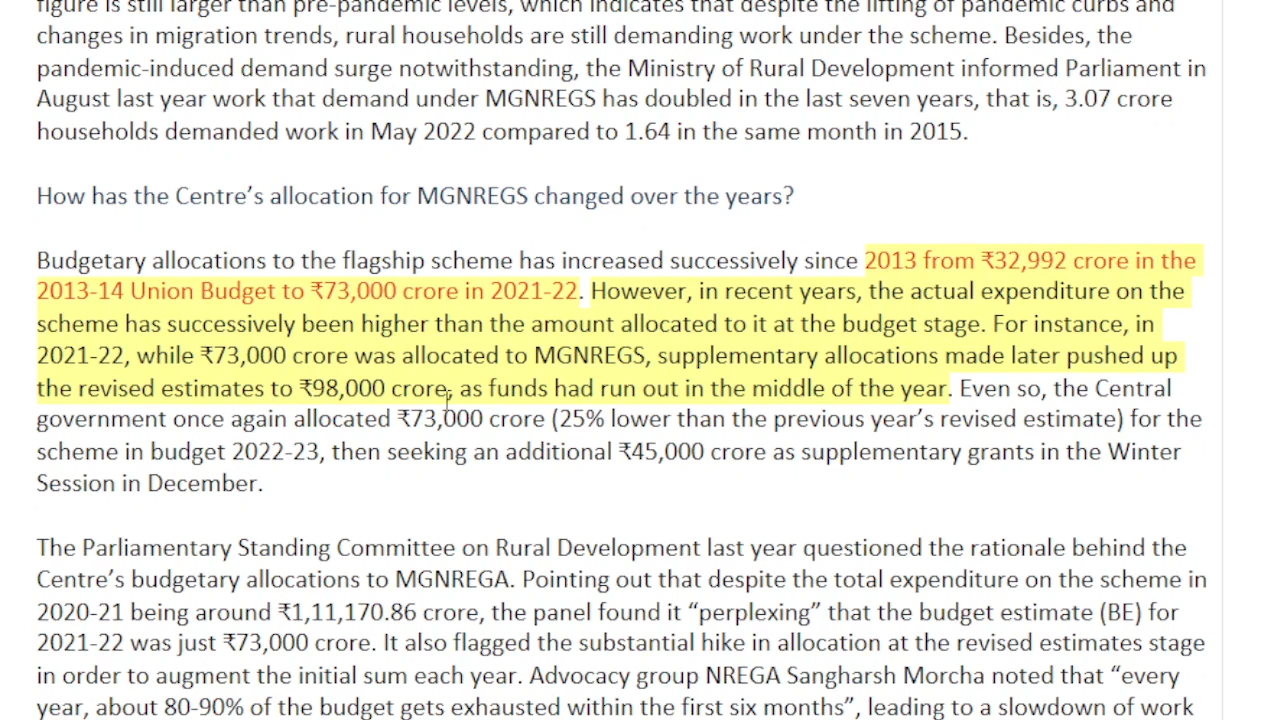 figure is still larger than pre-pandemic levels, which indicates that despite the lifting of pandemic curbs and
changes in migration trends, rural households are still demanding work under the scheme. Besides, the
pandemic-induced demand surge notwithstanding, the Ministry of Rural Development informed Parliament in
August last year work that demand under MGNREGS has doubled in the last seven years, that is, 3.07 crore
households demanded work in May 2022 compared to 1.64 in the same month in 2015.
How has the Centre’s allocation for MGNREGS changed over the years?
Budgetary allocations to the flagship scheme has increased successively since 2013 from ₹32,992 crore in the
2013-14 Union Budget to ₹73,000 crore in 2021-22. However, in recent years, the actual expenditure on the
scheme has successively been higher than the amount allocated to it at the budget stage. For instance, in
2021-22, while ₹73,000 crore was allocated to MGNREGS, supplementary allocations made later pushed up
the revised estimates to ₹98,000 crore, as funds had run out in the middle of the year. Even so, the Central
government once again allocated ₹73,000 crore (25% lower than the previous year’s revised estimate) for the
scheme in budget 2022-23, then seeking an additional ₹45,000 crore as supplementary grants in the Winter
Session in December.
The Parliamentary Standing Committee on Rural Development last year questioned the rationale behind the
Centre’s budgetary allocations to MGNREGA. Pointing out that despite the total expenditure on the scheme in
2020-21 being around ₹1,11,170.86 crore, the panel found it “perplexing” that the budget estimate (BE) for
2021-22 was just ₹73,000 crore. It also flagged the substantial hike in allocation at the revised estimates stage
in order to augment the initial sum each year. Advocacy group NREGA Sangharsh Morcha noted that “every
year, about 80-90% of the budget gets exhausted within the first six months”, leading to a slowdown of work